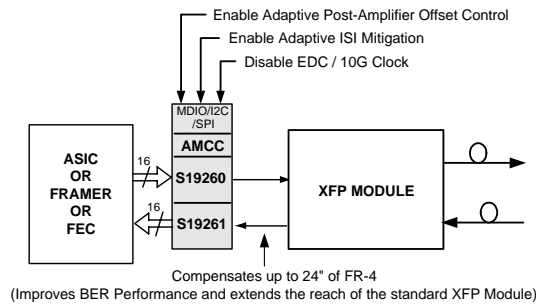 Enable Adaptive Post-Amplifier Offset Control
Enable Adaptive ISI Mitigation
Disable EDC / 10G Clock
MDIO/I2C
/SPI
AMCC
ASIC
OR
FRAMER
OR
FEC
16
S19260
16
S19261
XFP MODULE
Compensates up to 24" of FR-4
(Improves BER Performance and extends the reach of the standard XFP Module)